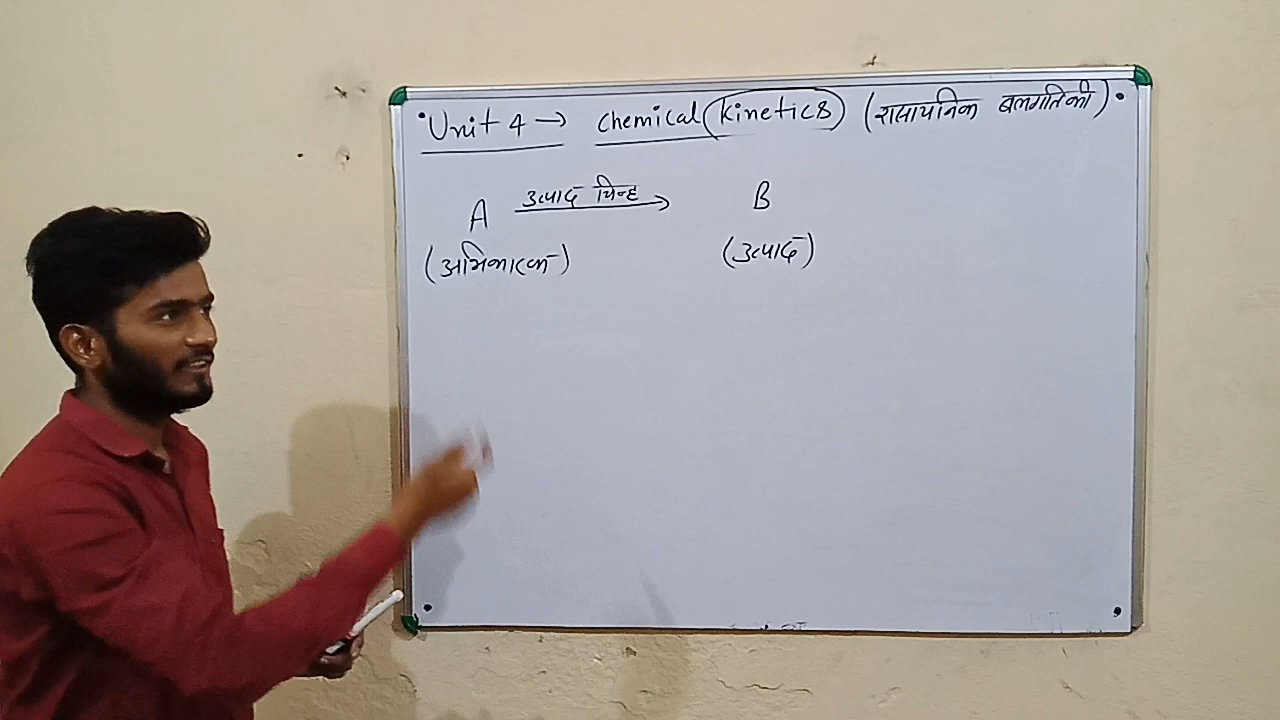 Unit 4 → chemical kinetics (रासायनिक बलगतिकी)
A उत्पाद चिन्ह → B
(अभिकारक) (उत्पाद)